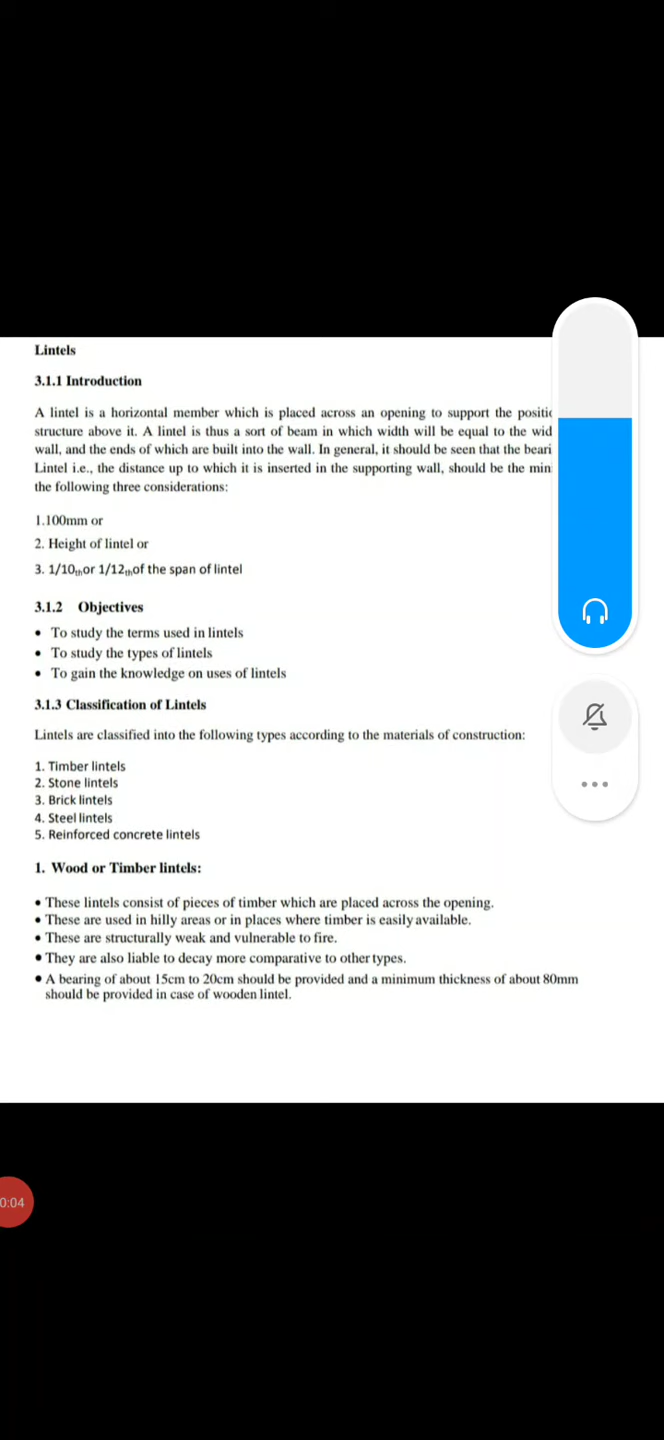 Lintels
3.1.1 Introduction
A lintel is a horizontal member which is placed across an opening to support the
structure above it. A lintel is thus a sort of beam in which width will be equal to the
wall, and the ends of which are built into the wall. In general, it should be seen that the
Lintel i.e., the distance up to which it is inserted in the supporting wall, should be the
the following three considerations:
1.100mm or
2. Height of lintel or
3. 1/10thor 1/12thof the span of lintel
3.1.2 Objectives
• To study the terms used in lintels
• To study the types of lintels
• To gain the knowledge on uses of lintels
3.1.3 Classification of Lintels
Lintels are classified into the following types according to the materials of construction:
1. Timber lintels
2. Stone lintels
3. Brick lintels
4. Steel lintels
5. Reinforced concrete lintels
1. Wood or Timber lintels:
• These lintels consist of pieces of timber which are placed across the opening.
• These are used in hilly areas or in places where timber is easily available.
• These are structurally weak and vulnerable to fire.
• They are also liable to decay more comparative to other types.
• A bearing of about 15cm to 20cm should be provided and a minimum thickness of about 80mm
should be provided in case of wooden lintel.
0:04